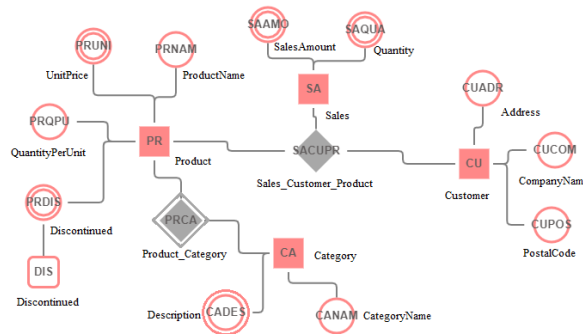 SAAMO
SAQUA
SalesAmount
Quantity
PRUNI
PRNAM
UnitPrice
ProductName
SA
Sales
CUADR
Address
PRQPU
QuantityPerUnit
PR
Product
SACUPR
Sales_Customer_Product
CU
Customer
CUCOM
CompanyNam
PRDIS
Discontinued
PRCA
Product_Category
CUPOS
PostalCode
DIS
Discontinued
CA
Category
Description
CADES
CANAM
CategoryName